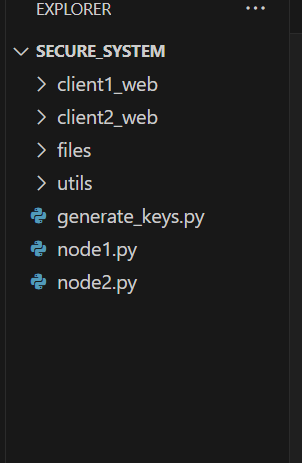 EXPLORER ...
SECURE_SYSTEM
client1_web
client2_web
files
utils
generate_keys.py
node1.py
node2.py